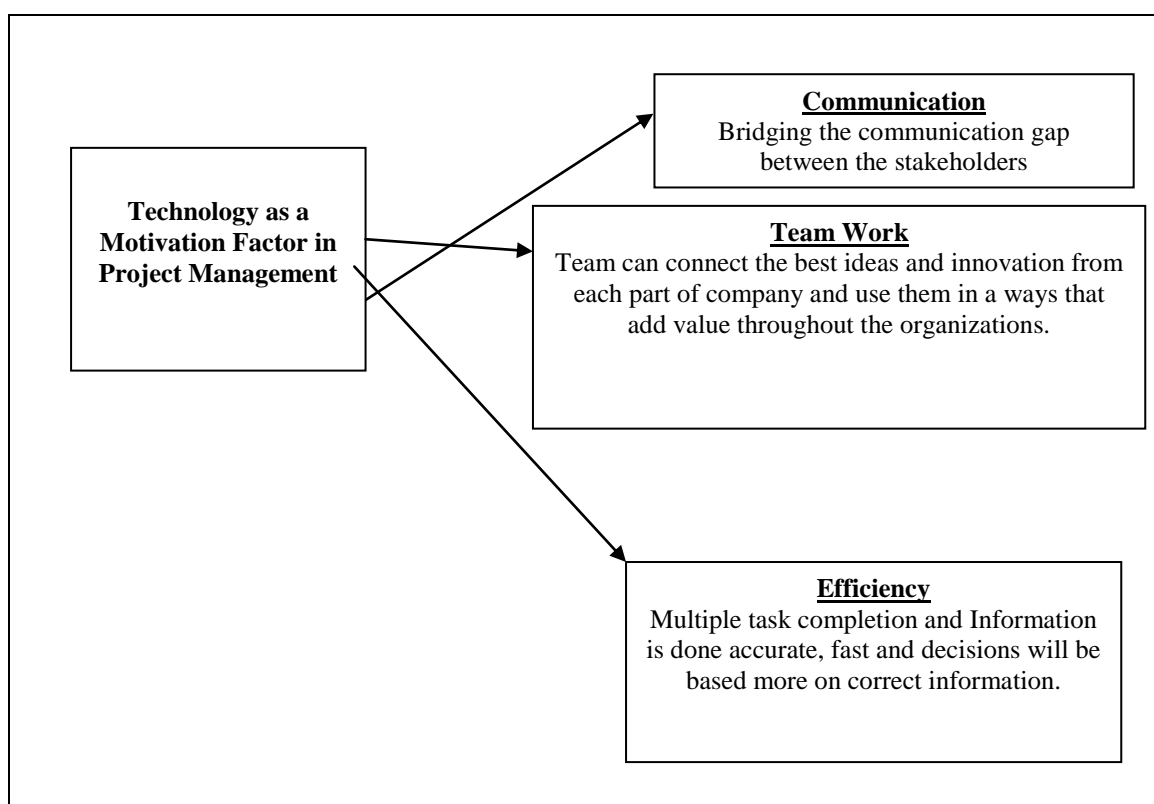 Technology as a
Motivation Factor in
Project Management
Communication
Bridging the communication gap
between the stakeholders
Team Work
Team can connect the best ideas and innovation from
each part of company and use them in a ways that
add value throughout the organizations.
Efficiency
Multiple task completion and Information
is done accurate, fast and decisions will be
based more on correct information.